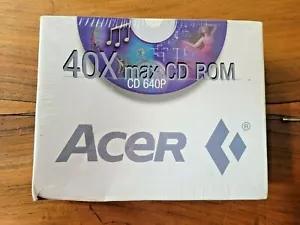 40X max CD ROM
CD 640P
Acer ®